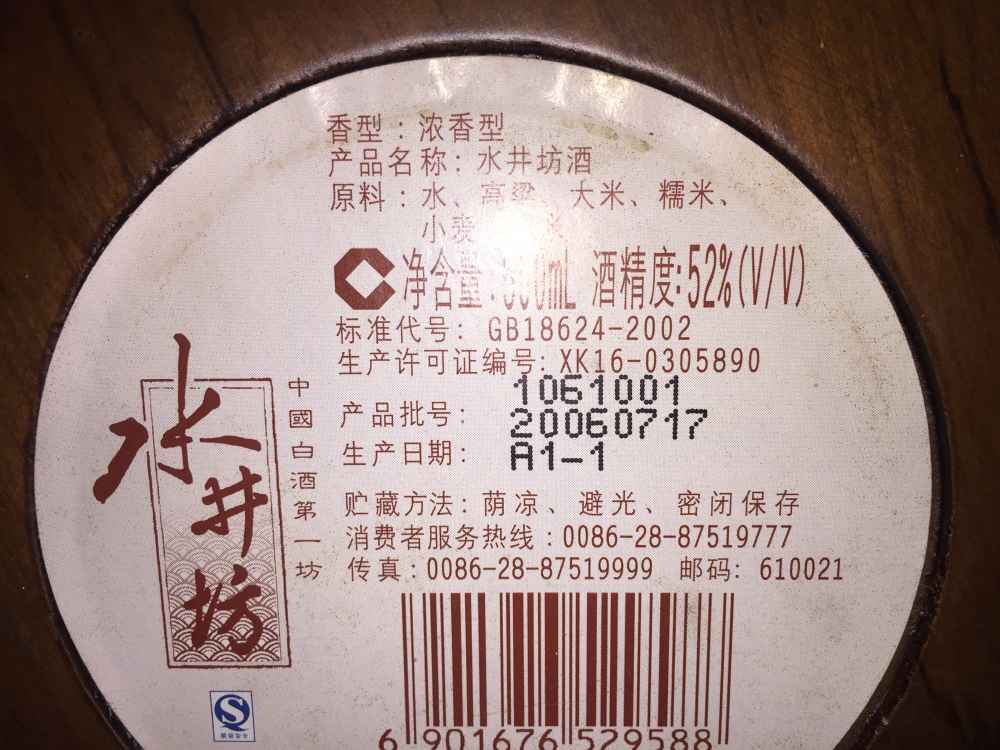 香型：浓香型
产品名称：水井坊酒
原料：水、高粱、大米、糯米、
小麦
净含量:500mL 酒精度:52%(V/V)
标准代号：GB18624-2002
生产许可证编号：XK16-0305890
产品批号：
生产日期：
1061001
20060717
A1-1
贮藏方法：荫凉、避光、密闭保存
消费者服务热线：0086-28-87519777
传真：0086-28-87519999 邮码：610021
水井坊
中國白酒第一坊
6 901676 529588